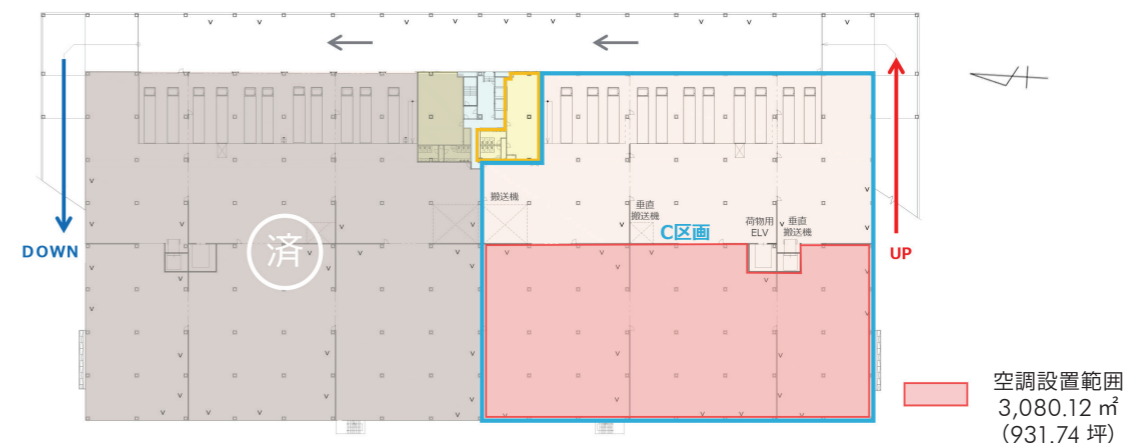 搬送機
垂直
搬送機
荷物用
ELV
垂直
搬送機
C区画
済
DOWN
UP
空調設置範囲
3,080.12 ㎡
(931.74 坪)